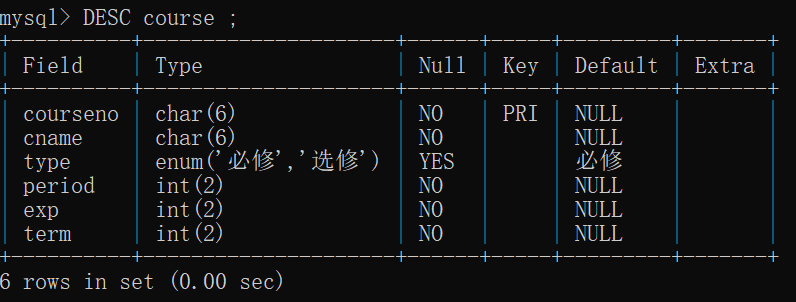 mysql> DESC course ;
+----------+---------------------+------+-----+---------+-------+
| Field | Type | Null | Key | Default | Extra |
+----------+---------------------+------+-----+---------+-------+
| courseno | char(6) | NO | PRI | NULL | |
| cname | char(6) | NO | | NULL | |
| type | enum('必修','选修') | YES | | 必修 | |
| period | int(2) | NO | | NULL | |
| exp | int(2) | NO | | NULL | |
| term | int(2) | NO | | NULL | |
+----------+---------------------+------+-----+---------+-------+
6 rows in set (0.00 sec)